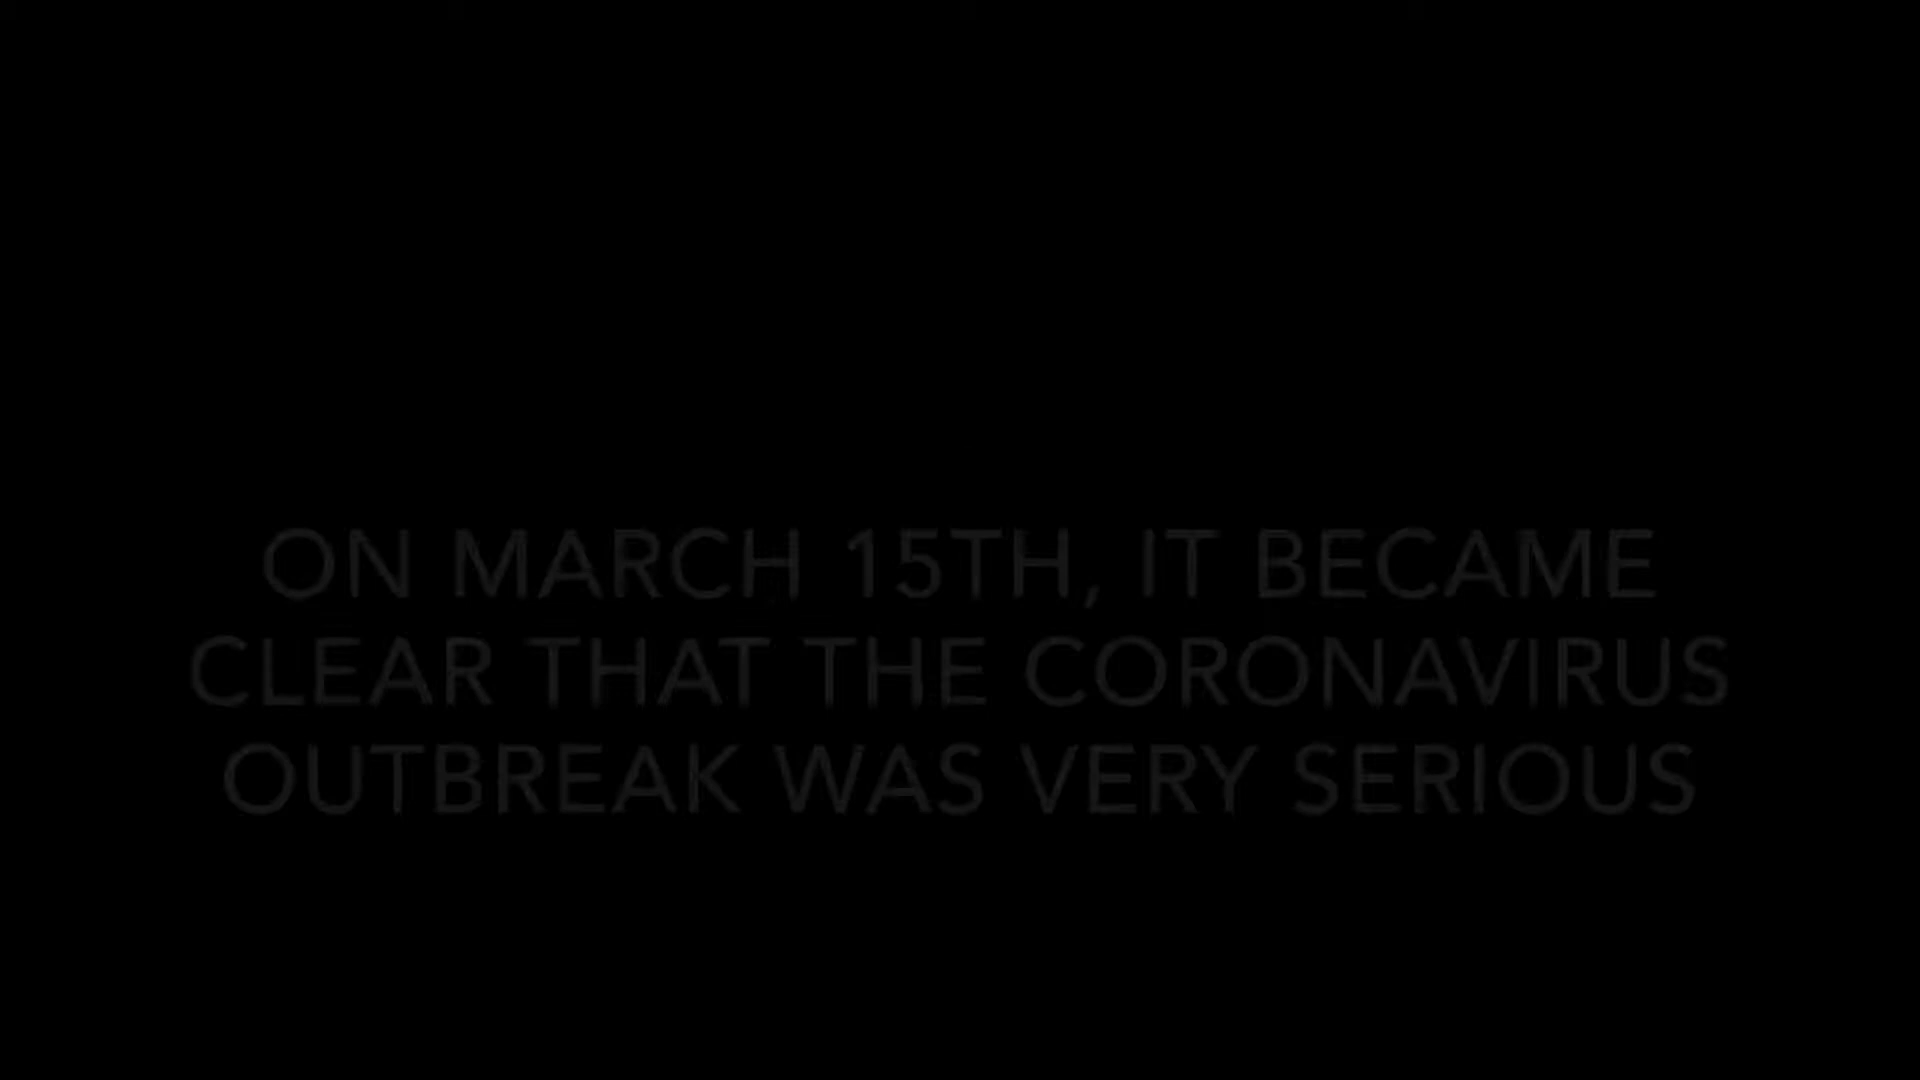 ON MARCH 15TH, IT BECAME
CLEAR THAT THE CORONAVIRUS
OUTBREAK WAS VERY SERIOUS